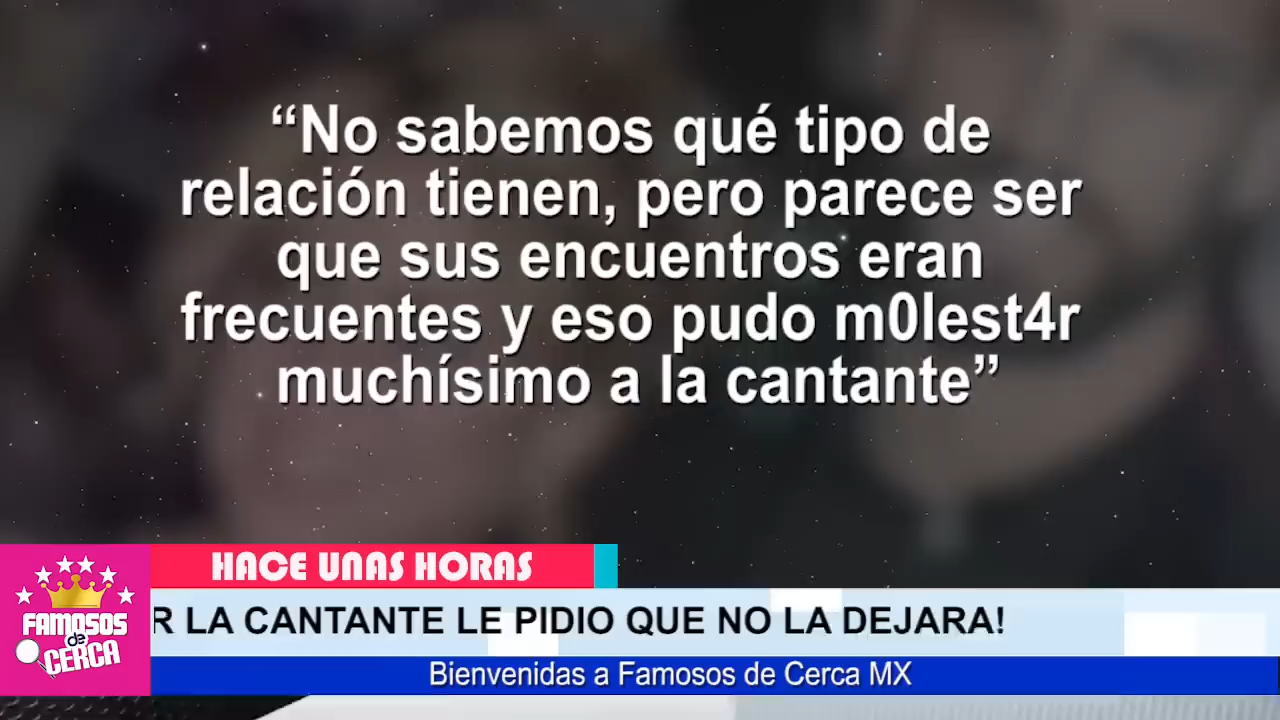 “No sabemos qué tipo de
relación tienen, pero parece ser
que sus encuentros eran
frecuentes y eso pudo m0lest4r
muchísimo a la cantante”
HACE UNAS HORAS
FAMOSOS
de
CERCA
R LA CANTANTE LE PIDIO QUE NO LA DEJARA!
Bienvenidas a Famosos de Cerca MX